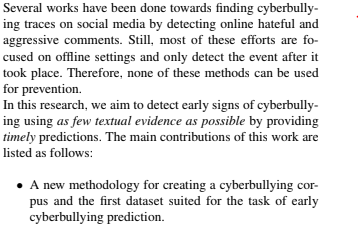 Several works have been done towards finding cyberbully-
ing traces on social media by detecting online hateful and
aggressive comments. Still, most of these efforts are fo-
cused on offline settings and only detect the event after it
took place. Therefore, none of these methods can be used
for prevention.
In this research, we aim to detect early signs of cyberbully-
ing using as few textual evidence as possible by providing
timely predictions. The main contributions of this work are
listed as follows:
• A new methodology for creating a cyberbullying cor-
pus and the first dataset suited for the task of early
cyberbullying prediction.